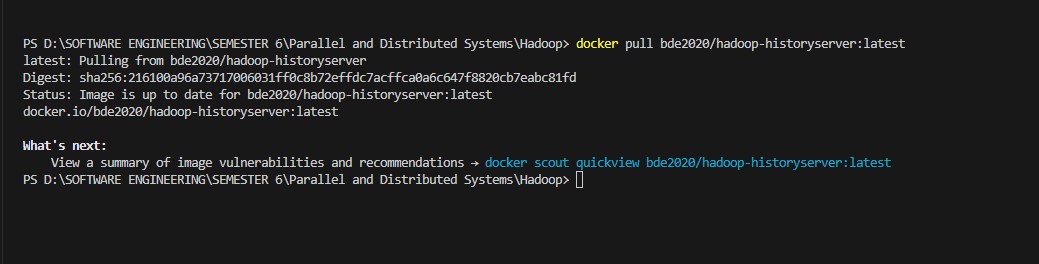 PS D:\SOFTWARE ENGINEERING\SEMESTER 6\Parallel and Distributed Systems\Hadoop> docker pull bde2020/hadoop-historyserver:latest
latest: Pulling from bde2020/hadoop-historyserver
Digest: sha256:216100a96a73717006031ff0c8b72effdc7acffca0a6c647f8820cb7eabc81fd
Status: Image is up to date for bde2020/hadoop-historyserver:latest
docker.io/bde2020/hadoop-historyserver:latest
What's next:
    View a summary of image vulnerabilities and recommendations → docker scout quickview bde2020/hadoop-historyserver:latest
PS D:\SOFTWARE ENGINEERING\SEMESTER 6\Parallel and Distributed Systems\Hadoop>